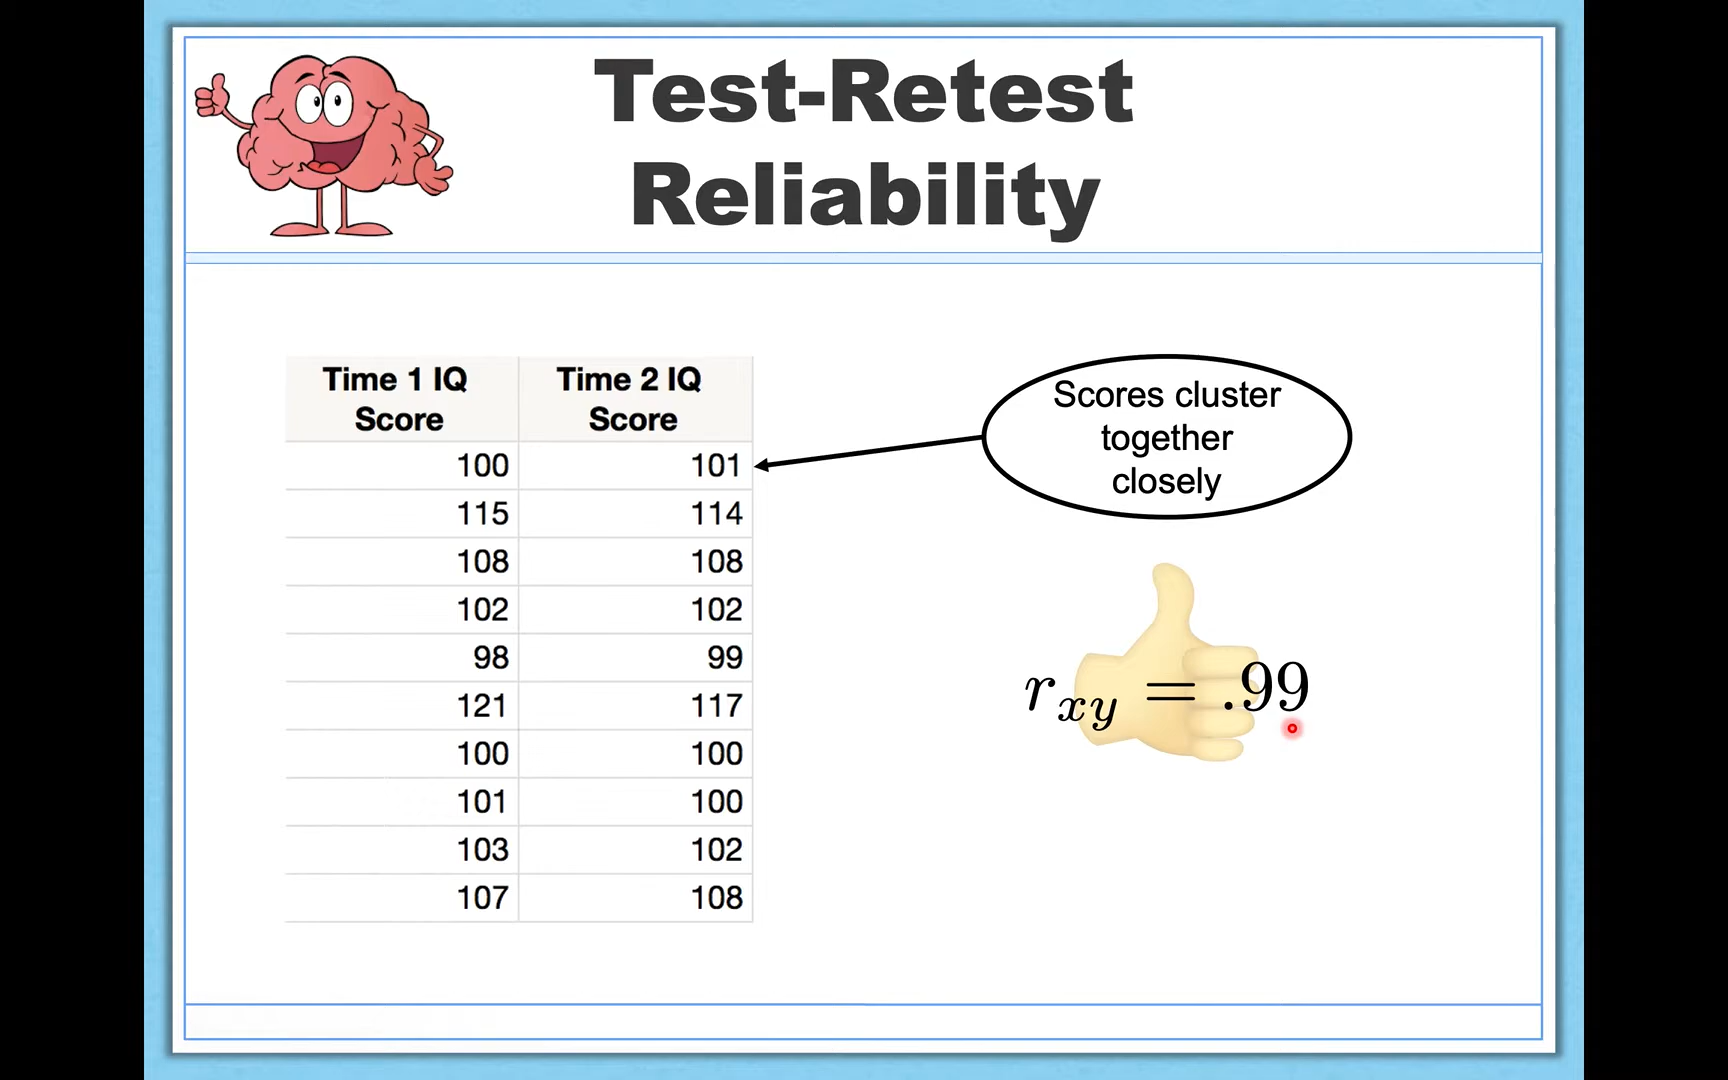 Test-Retest
Reliability
Time 1 IQ Score
Time 2 IQ Score
100 101
115 114
108 108
102 102
98 99
121 117
100 100
101 100
103 102
107 108
Scores cluster
together
closely
r_xy = .99